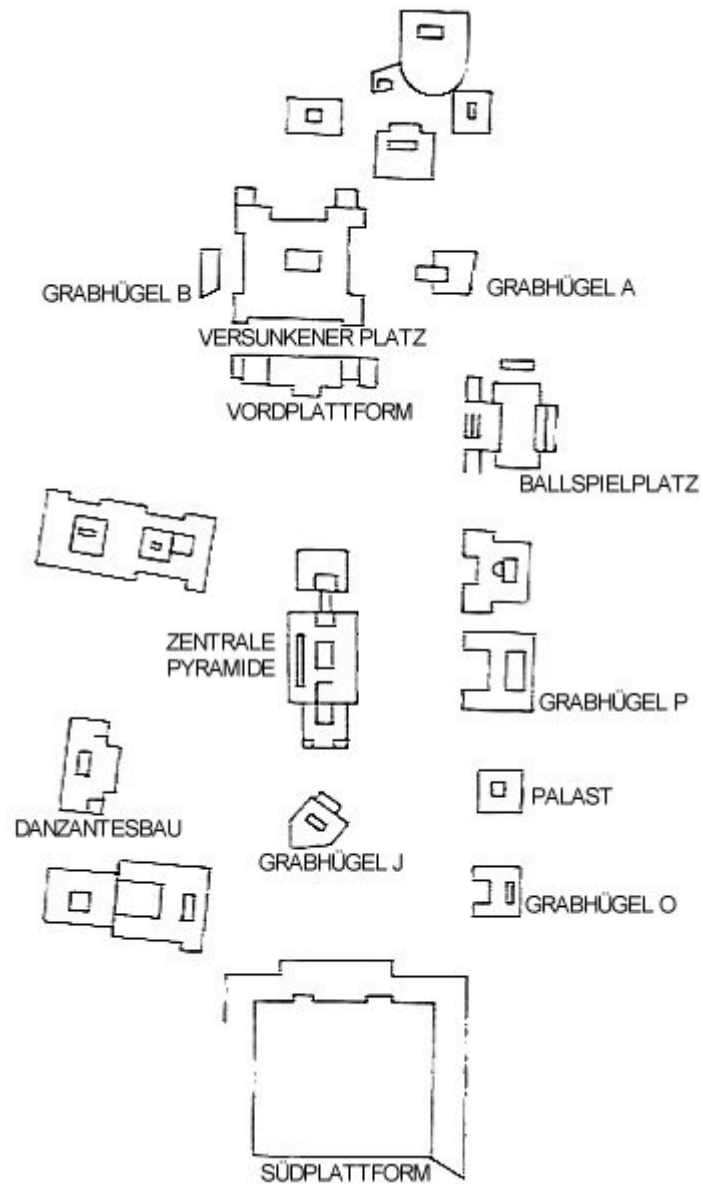 GRABHÜGEL B
GRABHÜGEL A
VERSUNKENER PLATZ
VORDPLATTFORM
BALLSPIELPLATZ
ZENTRALE
PYRAMIDE
GRABHÜGEL P
PALAST
DANZANTESBAU
GRABHÜGEL J
GRABHÜGEL O
SÜDPLATTFORM